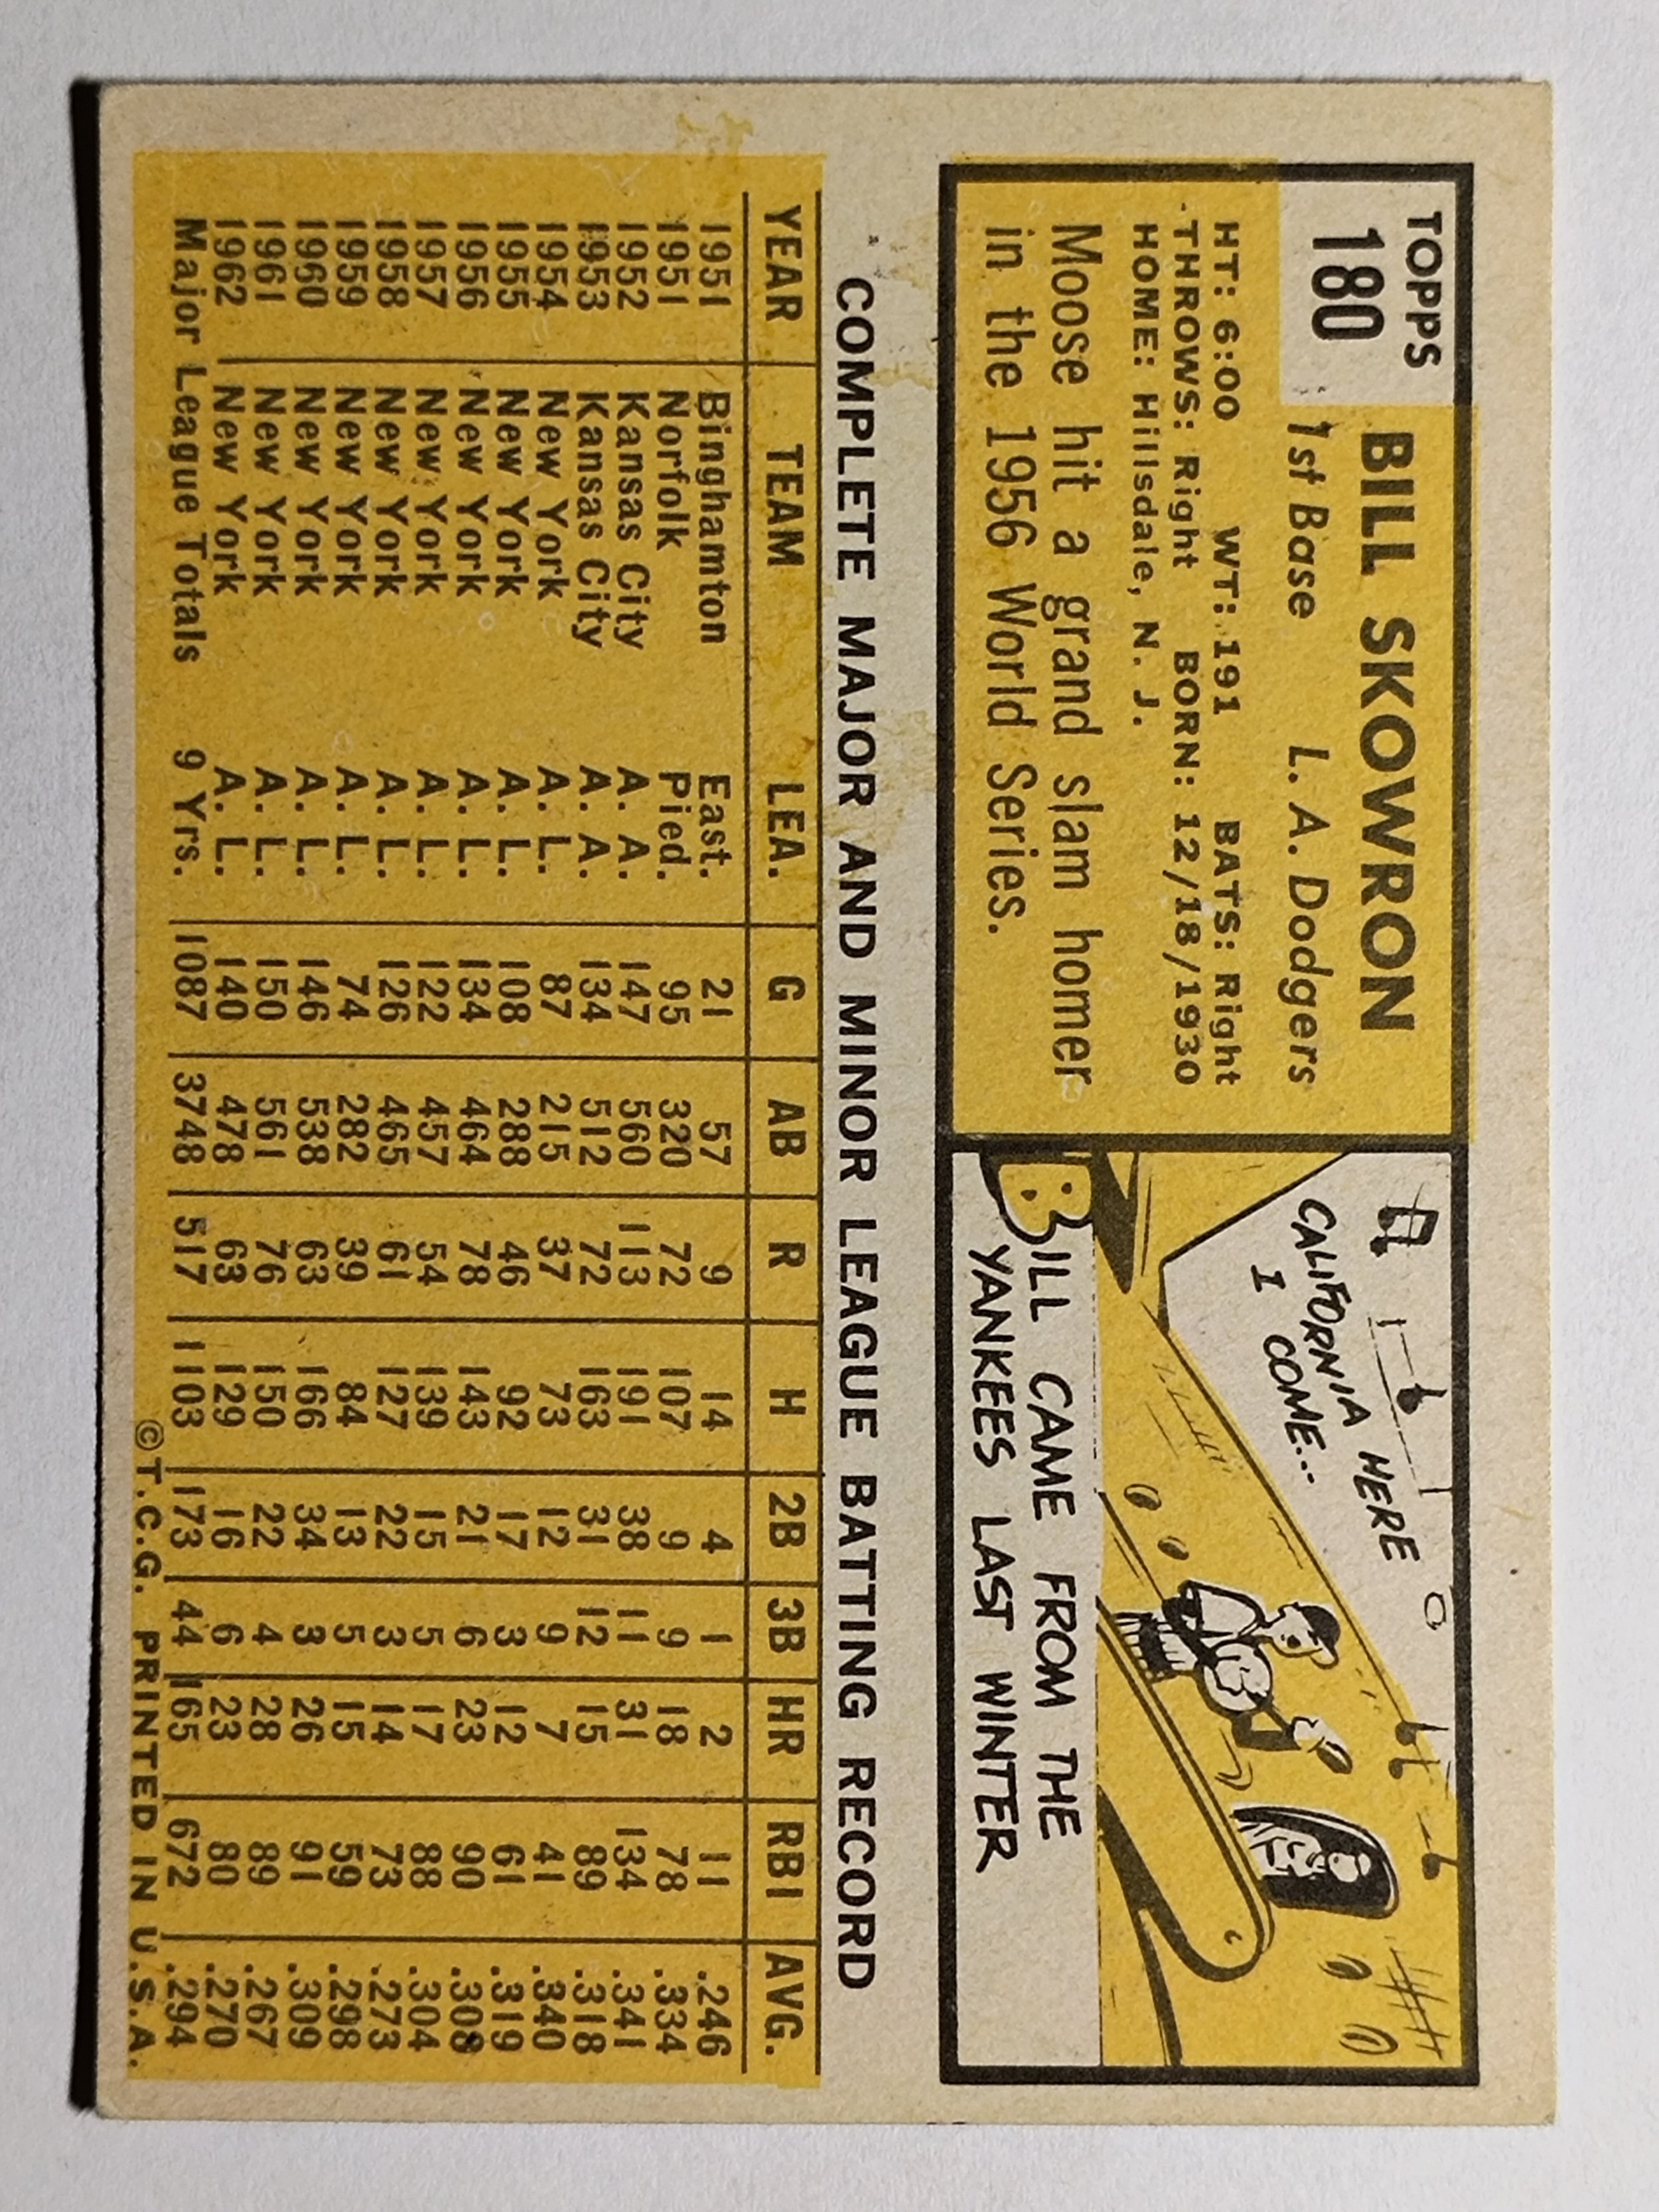 TOPPS
180
BILL SKOWRON
1st Base L. A. Dodgers
HT: 6:00 WT: 191 BATS: Right
THROWS: Right BORN: 12/18/1930
HOME: Hillsdale, N. J.
Moose hit a grand slam homer
in the 1956 World Series.
CALIFORNIA HERE
I COME...
BILL CAME FROM THE
YANKEES LAST WINTER
COMPLETE MAJOR AND MINOR LEAGUE BATTING RECORD
YEAR TEAM LEA. G AB R H 2B 3B HR RBI AVG.
1951 Binghamton East. 21 57 9 14 4 1 2 11 .246
1951 Norfolk Pied. 95 320 72 107 9 9 18 78 .334
1952 Kansas City A. A. 147 560 113 191 38 11 31 134 .341
1953 Kansas City A. A. 134 512 72 163 31 12 15 89 .318
1954 New York A. L. 87 215 37 73 12 9 7 41 .340
1955 New York A. L. 108 288 46 92 17 3 12 61 .319
1956 New York A. L. 134 464 78 143 21 6 23 90 .308
1957 New York A. L. 122 457 54 139 15 5 17 88 .304
1958 New York A. L. 126 465 61 127 22 3 14 73 .273
1959 New York A. L. 74 282 39 84 13 5 15 59 .298
1960 New York A. L. 146 538 63 166 34 3 26 91 .309
1961 New York A. L. 150 561 76 150 22 4 28 89 .267
1962 New York A. L. 140 478 63 129 16 6 23 80 .270
Major League Totals 9 Yrs. 1087 3748 517 1103 173 44 165 672 .294
©T.C.G. PRINTED IN U.S.A.